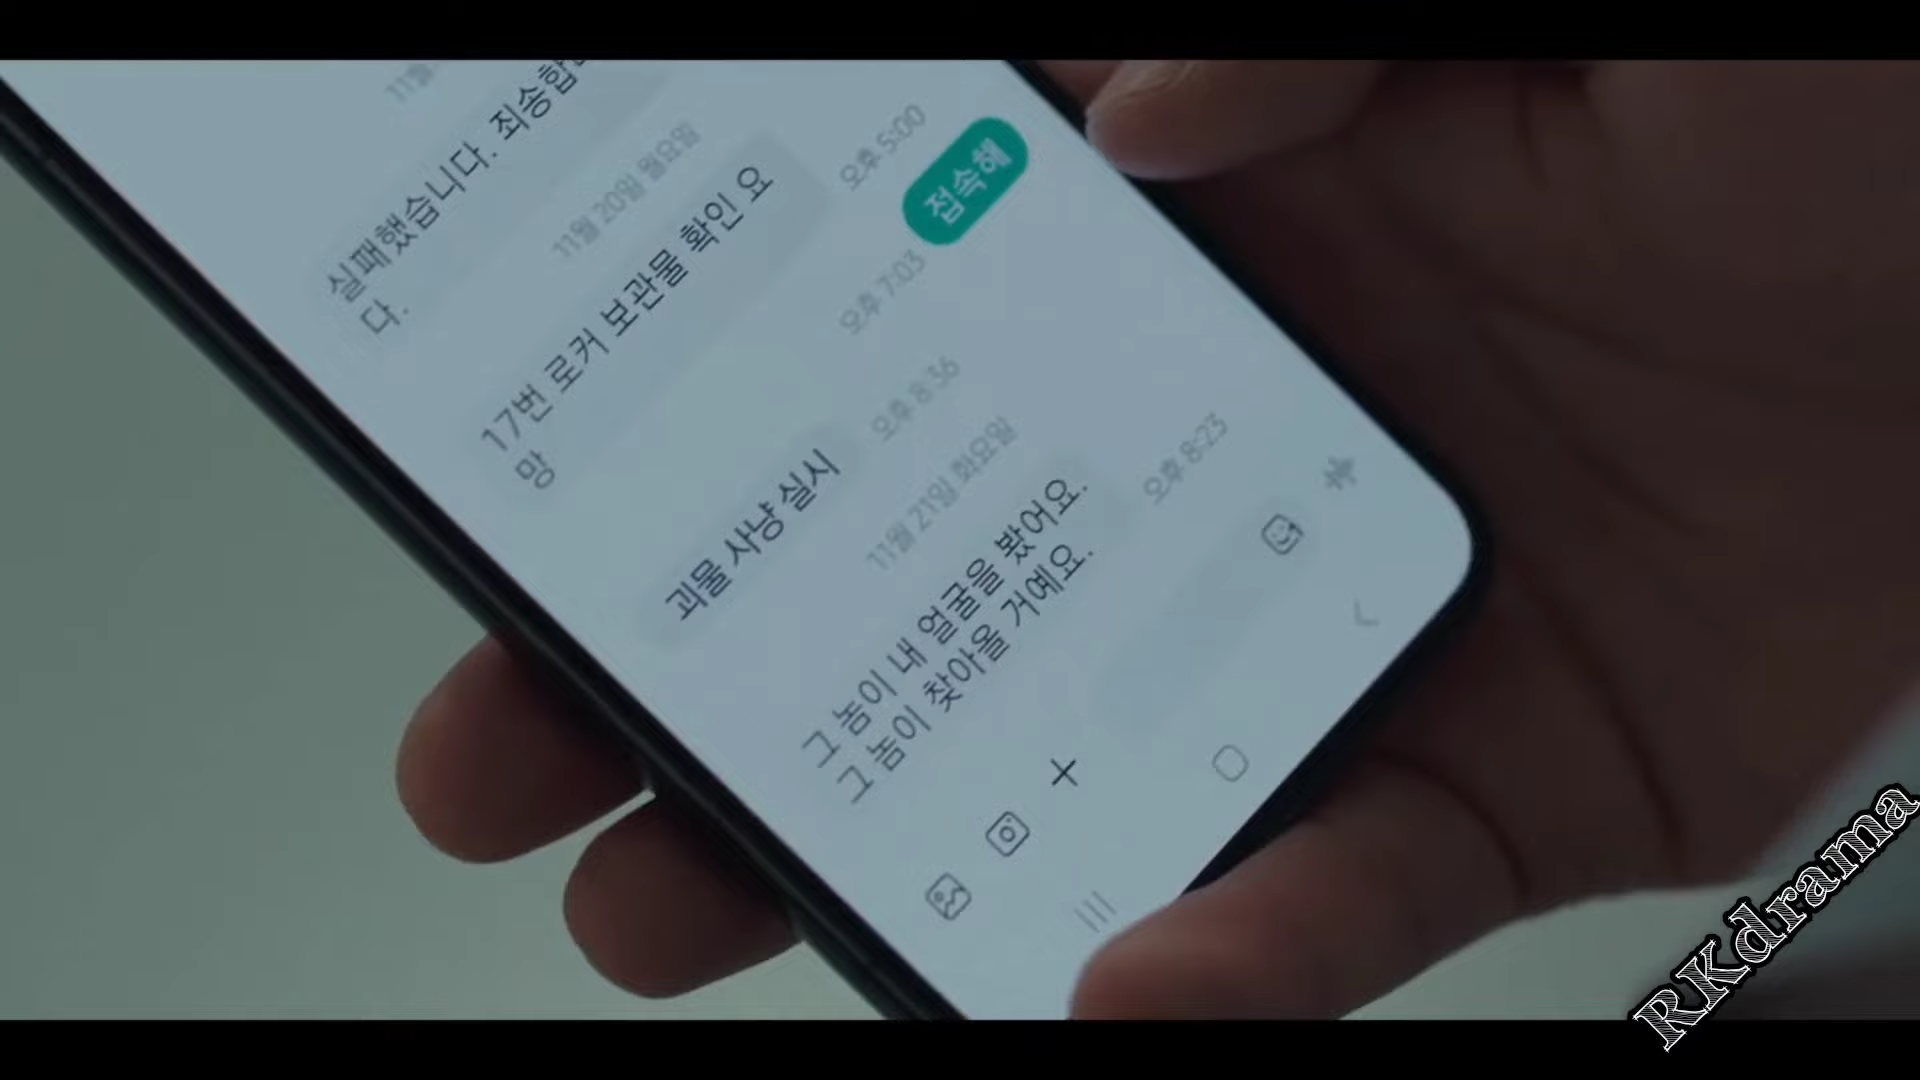 11월
실패했습니다. 죄송합
다.
11월 20일 월요일
17번 로커 보관물 확인 요
망
오후 5:00
접속해
오후 7:03
괴물 사냥 실시
오후 8:36
11월 21일 화요일
그 놈이 내 얼굴을 봤어요.
그 놈이 찾아올 거예요.
오후 8:23
RKdrama